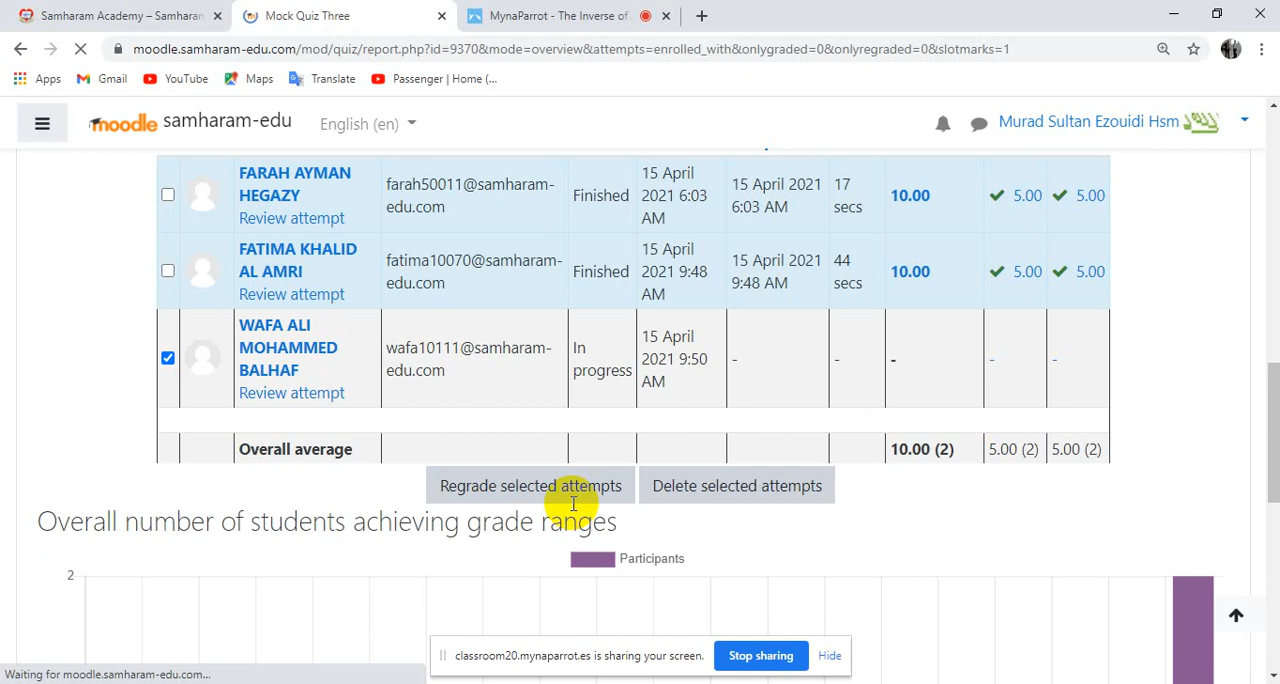 Samharam Academy – Samharam
Mock Quiz Three
MynaParrot - The Inverse of
moodle.samharam-edu.com/mod/quiz/report.php?id=9370&mode=overview&attempts=enrolled_with&onlygraded=0&onlyregraded=0&slotmarks=1
Apps Gmail YouTube Maps Translate Passenger | Home (...
moodle samharam-edu English (en) Murad Sultan Ezouidi Hsm
FARAH AYMAN
HEGAZY
Review attempt
farah50011@samharam-
edu.com
Finished
15 April
2021 6:03
AM
15 April 2021
6:03 AM
17
secs
10.00
5.00
5.00
FATIMA KHALID
AL AMRI
Review attempt
fatima10070@samharam-
edu.com
Finished
15 April
2021 9:48
AM
15 April 2021
9:48 AM
44
secs
10.00
5.00
5.00
WAFA ALI
MOHAMMED
BALHAF
Review attempt
wafa10111@samharam-
edu.com
In
progress
15 April
2021 9:50
AM
-
-
-
-
-
Overall average 10.00 (2) 5.00 (2) 5.00 (2)
Regrade selected attempts Delete selected attempts
Overall number of students achieving grade ranges
Participants
2
classroom20.mynaparrot.es is sharing your screen. Stop sharing Hide
Waiting for moodle.samharam-edu.com...